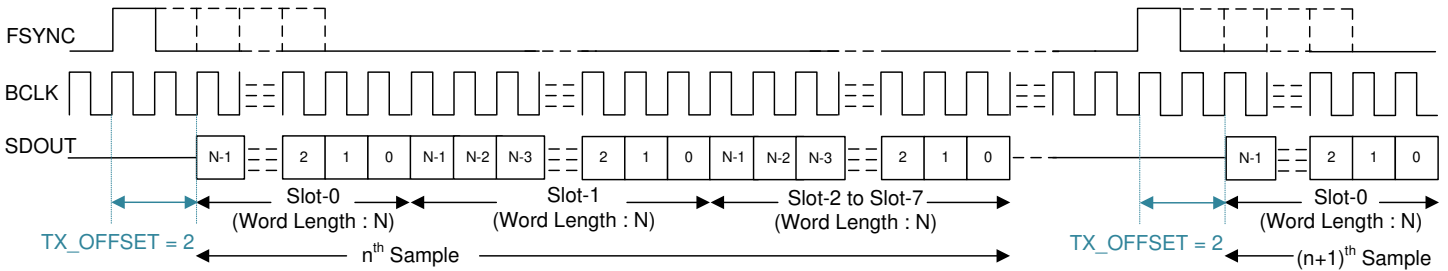 FSYNC
BCLK
SDOUT
N-1 2 1 0 N-1 N-2 N-3 2 1 0 N-1 N-2 N-3 2 1 0 N-1 2 1 0
Slot-0 Slot-1 Slot-2 to Slot-7 Slot-0
(Word Length : N) (Word Length : N) (Word Length : N) (Word Length : N)
TX_OFFSET = 2 TX_OFFSET = 2
nth Sample (n+1)th Sample